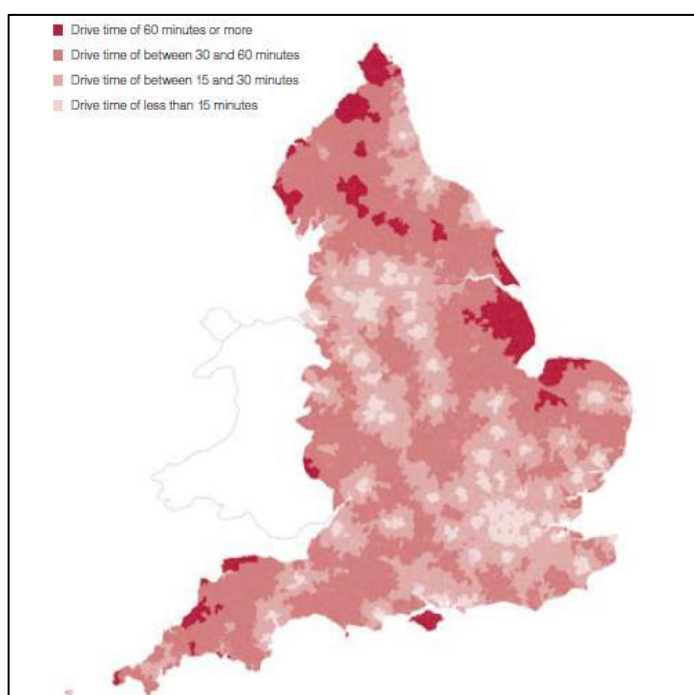 Drive time of 60 minutes or more
Drive time of between 30 and 60 minutes
Drive time of between 15 and 30 minutes
Drive time of less than 15 minutes